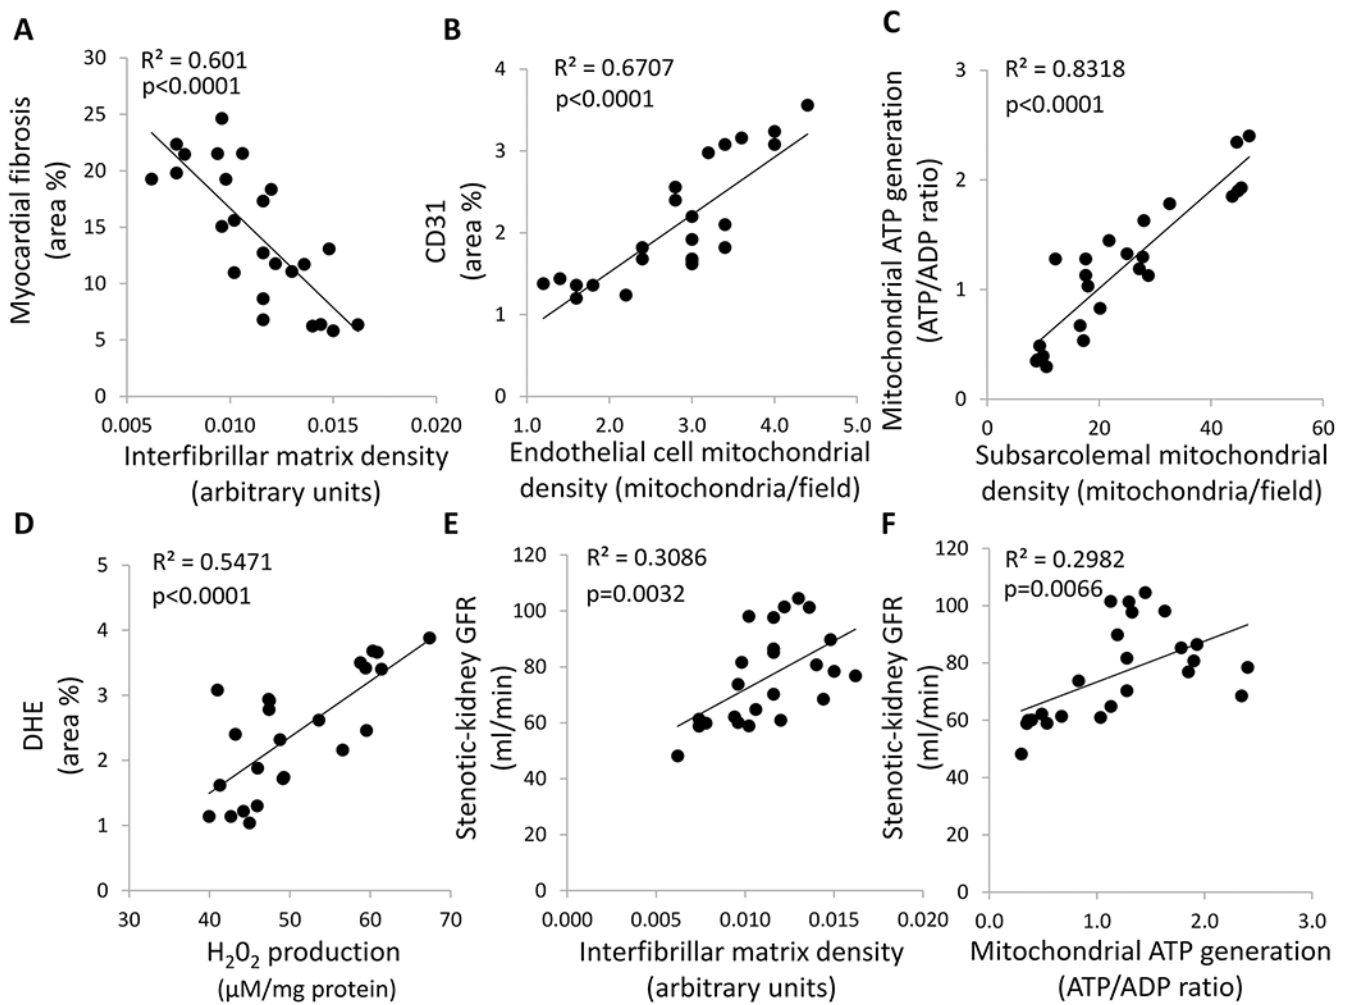 A
R² = 0.601
p<0.0001
Myocardial fibrosis
(area %)
30
25
20
15
10
5
0
0.005
0.010
0.015
0.020
Interfibrillar matrix density
(arbitrary units)
B
R² = 0.6707
p<0.0001
CD31
(area %)
4
3
2
1
0
1.0
2.0
3.0
4.0
5.0
Endothelial cell mitochondrial
density (mitochondria/field)
C
R² = 0.8318
p<0.0001
Mitochondrial ATP generation
(ATP/ADP ratio)
3
2
1
0
0
20
40
60
Subsarcolemal mitochondrial
density (mitochondria/field)
D
R² = 0.5471
p<0.0001
DHE
(area %)
5
4
3
2
1
0
30
40
50
60
70
H₂O₂ production
(µM/mg protein)
E
R² = 0.3086
p=0.0032
Stenotic-kidney GFR
(ml/min)
120
100
80
60
40
20
0
0.000
0.005
0.010
0.015
0.020
Interfibrillar matrix density
(arbitrary units)
F
R² = 0.2982
p=0.0066
Stenotic-kidney GFR
(ml/min)
120
100
80
60
40
20
0
0.0
1.0
2.0
3.0
Mitochondrial ATP generation
(ATP/ADP ratio)